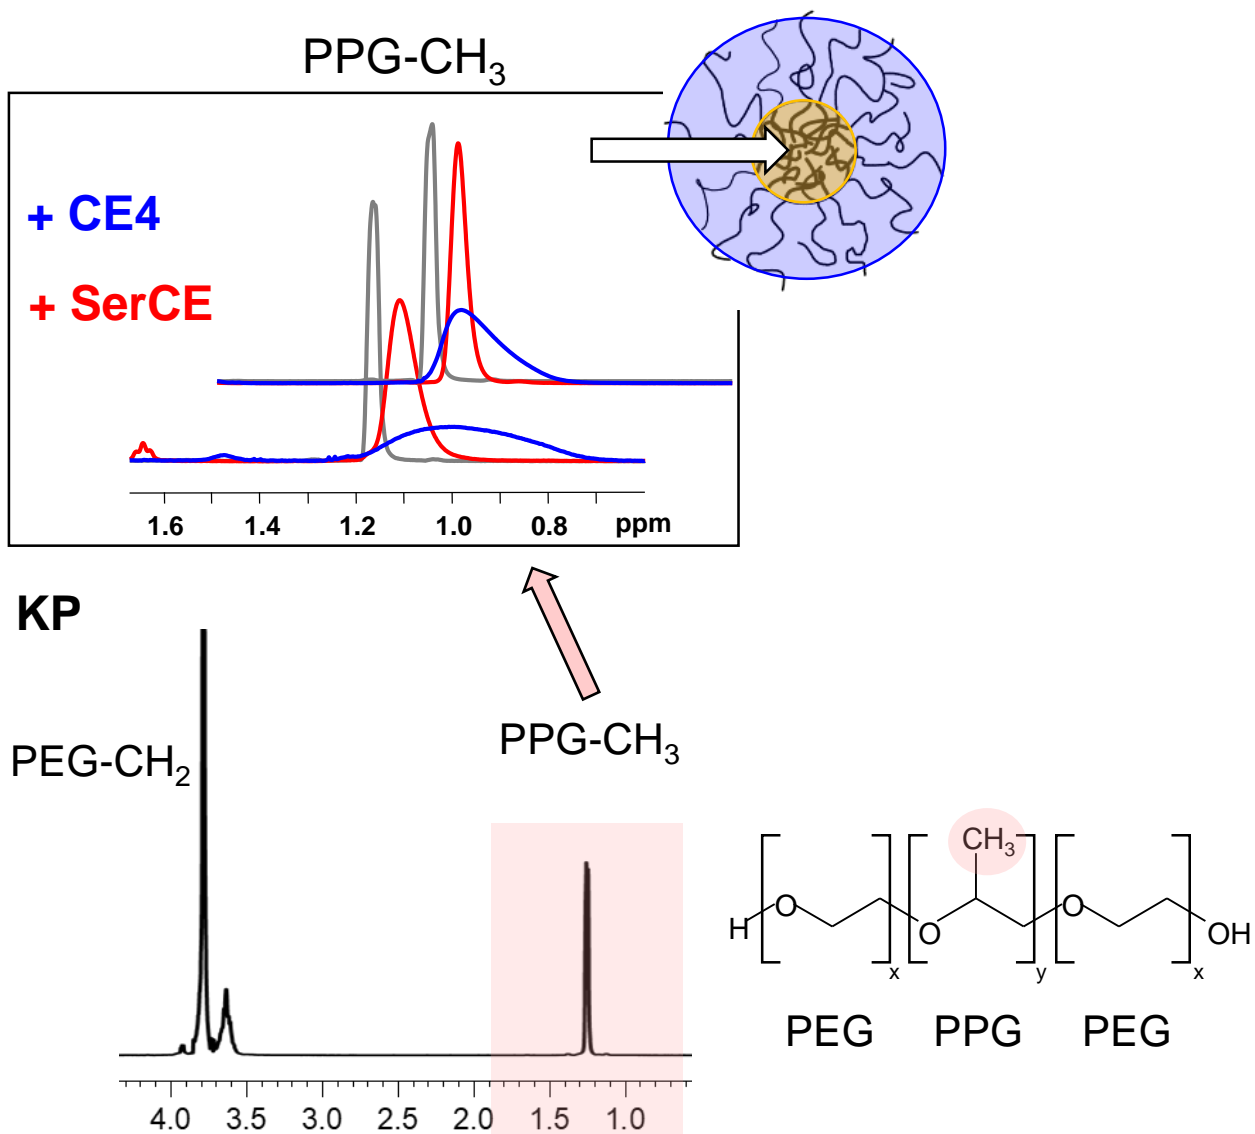 PPG-CH₃
+ CE4
+ SerCE
1.6 1.4 1.2 1.0 0.8 ppm
KP
PEG-CH₂
PPG-CH₃
CH₃
H O O O OH
x y x
PEG PPG PEG
4.0 3.5 3.0 2.5 2.0 1.5 1.0